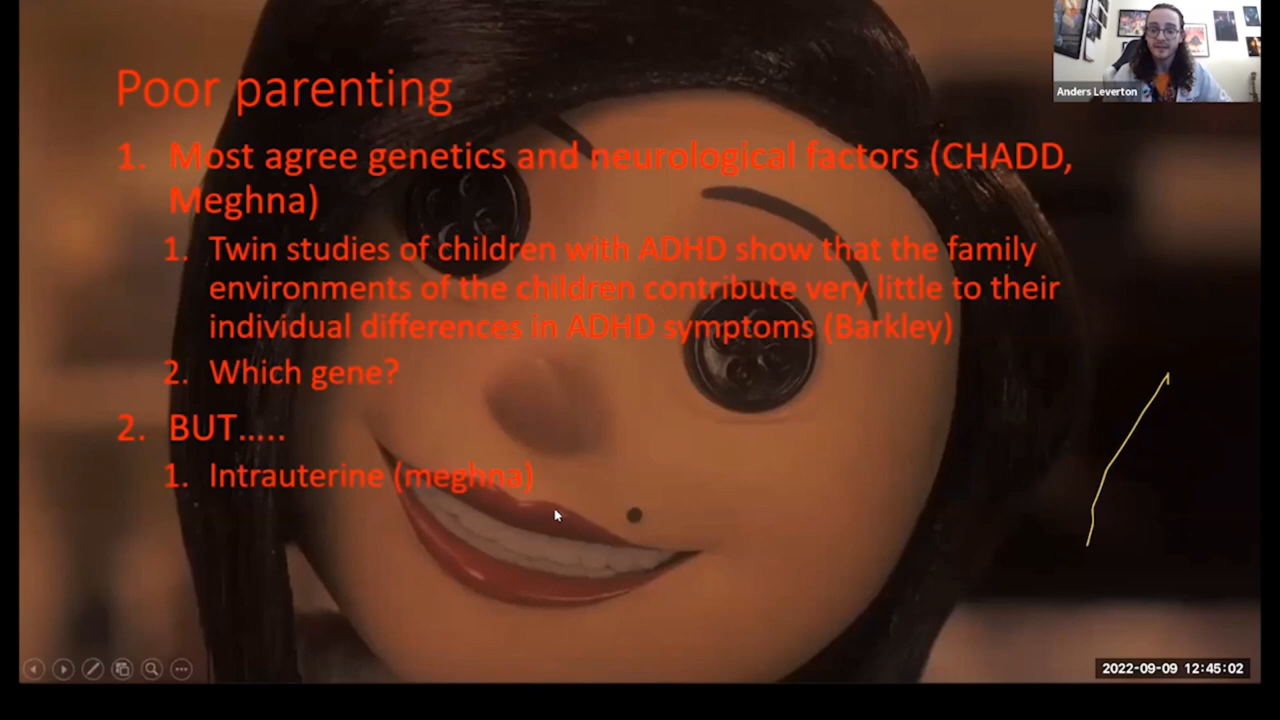 Poor parenting
1. Most agree genetics and neurological factors (CHADD,
Meghna)
1. Twin studies of children with ADHD show that the family
environments of the children contribute very little to their
individual differences in ADHD symptoms (Barkley)
2. Which gene?
2. BUT.....
1. Intrauterine (meghna)
Anders Leverton
2022-09-09 12:45:02